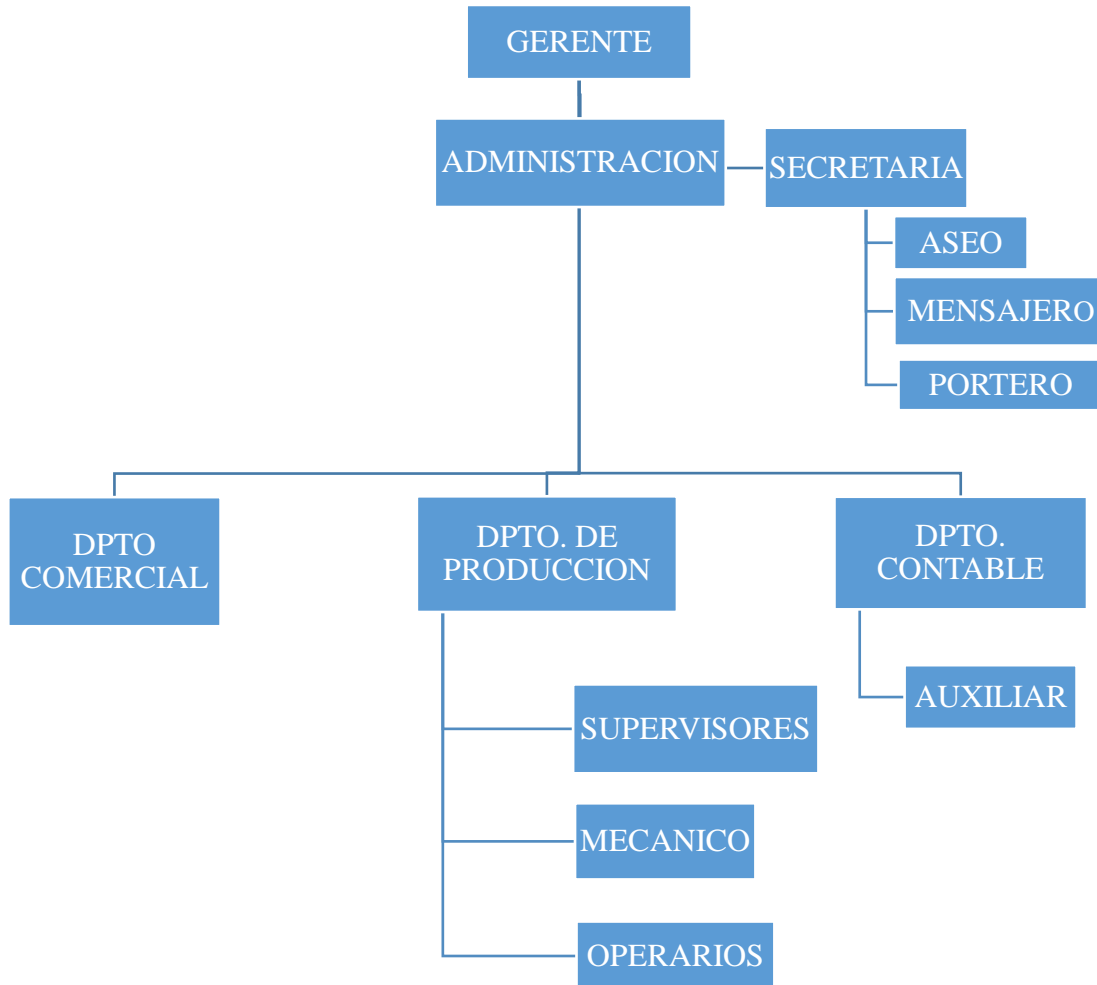 GERENTE
ADMINISTRACION
SECRETARIA
ASEO
MENSAJERO
PORTERO
DPTO
COMERCIAL
DPTO. DE
PRODUCCION
DPTO.
CONTABLE
SUPERVISORES
AUXILIAR
MECANICO
OPERARIOS